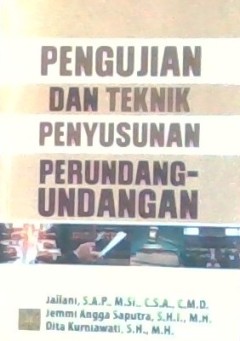 PENGUJIAN
DAN TEKNIK
PENYUSUNAN
PERUNDANG-
UNDANGAN
Jailani, S.A.P., M.Si., C.S.A., C.M.D.
Jemmi Angga Saputra, S.H.I., M.H.
Dita Kurniawati, S.H., M.H.